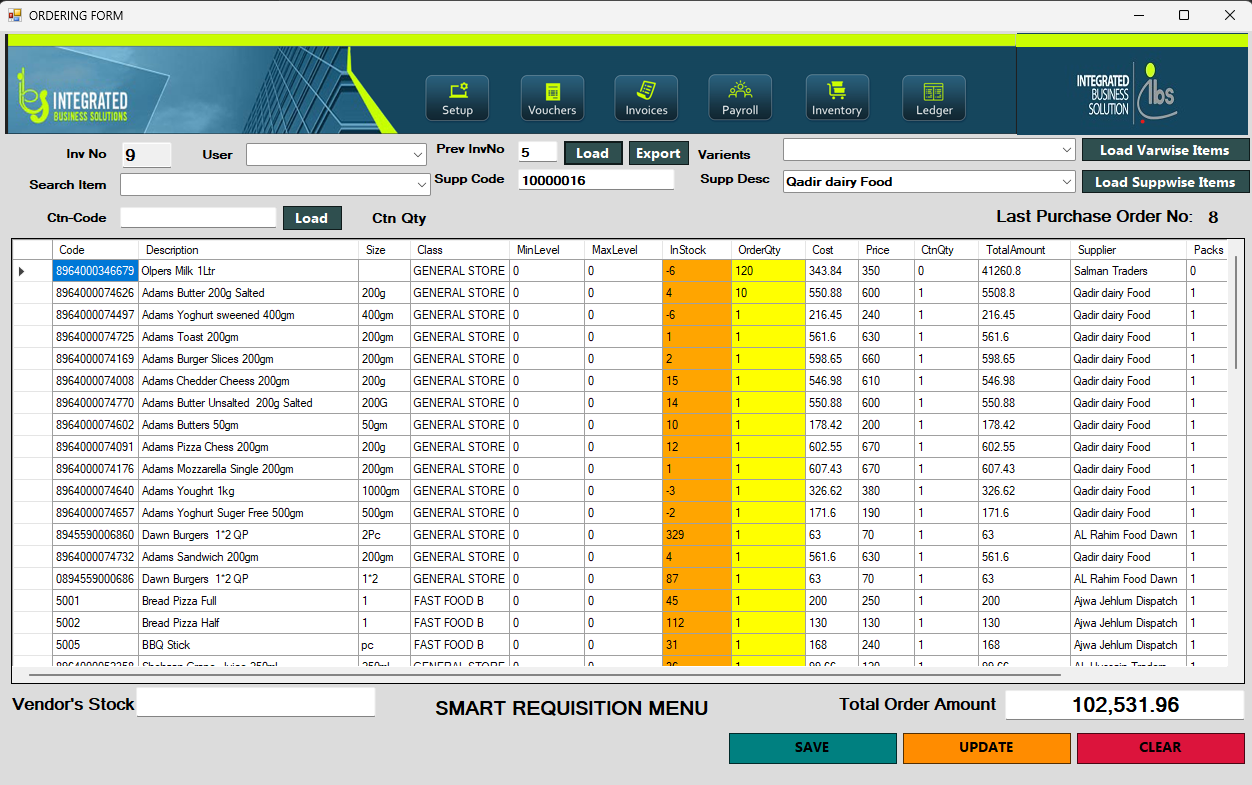 ORDERING FORM
INTEGRATED
BUSINESS SOLUTIONS
Setup Vouchers Invoices Payroll Inventory Ledger
INTEGRATED
BUSINESS
SOLUTION
ibs
Inv No 9 User Prev InvNo 5 Load Export Varients Load Varwise Items
Search Item Supp Code 10000016 Supp Desc Qadir dairy Food Load Suppwise Items
Ctn-Code Load Ctn Qty Last Purchase Order No: 8
Code Description Size Class MinLevel MaxLevel InStock OrderQty Cost Price CtnQty TotalAmount Supplier Packs
8964000346679 Olpers Milk 1Ltr GENERAL STORE 0 0 -6 120 343.84 350 0 41260.8 Salman Traders 0
8964000074626 Adams Butter 200g Salted 200g GENERAL STORE 0 0 4 10 550.88 600 1 5508.8 Qadir dairy Food 1
8964000074497 Adams Yoghurt sweened 400gm 400gm GENERAL STORE 0 0 -6 1 216.45 240 1 216.45 Qadir dairy Food 1
8964000074725 Adams Toast 200gm 200gm GENERAL STORE 0 0 1 1 561.6 630 1 561.6 Qadir dairy Food 1
8964000074169 Adams Burger Slices 200gm 200gm GENERAL STORE 0 0 2 1 598.65 660 1 598.65 Qadir dairy Food 1
8964000074008 Adams Chedder Cheess 200gm 200g GENERAL STORE 0 0 15 1 546.98 610 1 546.98 Qadir dairy Food 1
8964000074770 Adams Butter Unsalted 200g Salted 200G GENERAL STORE 0 0 14 1 550.88 600 1 550.88 Qadir dairy Food 1
8964000074602 Adams Butters 50gm 50gm GENERAL STORE 0 0 10 1 178.42 200 1 178.42 Qadir dairy Food 1
8964000074091 Adams Pizza Chess 200gm 200g GENERAL STORE 0 0 12 1 602.55 670 1 602.55 Qadir dairy Food 1
8964000074176 Adams Mozzarella Single 200gm 200gm GENERAL STORE 0 0 1 1 607.43 670 1 607.43 Qadir dairy Food 1
8964000074640 Adams Youghrt 1kg 1000gm GENERAL STORE 0 0 -3 1 326.62 380 1 326.62 Qadir dairy Food 1
8964000074657 Adams Yoghurt Suger Free 500gm 500gm GENERAL STORE 0 0 -2 1 171.6 190 1 171.6 Qadir dairy Food 1
8945590006860 Dawn Burgers 1*2 QP 2Pc GENERAL STORE 0 0 329 1 63 70 1 63 AL Rahim Food Dawn 1
8964000074732 Adams Sandwich 200gm 200gm GENERAL STORE 0 0 4 1 561.6 630 1 561.6 Qadir dairy Food 1
0894559000686 Dawn Burgers 1*2 QP 1*2 GENERAL STORE 0 0 87 1 63 70 1 63 AL Rahim Food Dawn 1
5001 Bread Pizza Full 1 FAST FOOD B 0 0 45 1 200 250 1 200 Ajwa Jehlum Dispatch 1
5002 Bread Pizza Half 1 FAST FOOD B 0 0 112 1 130 130 1 130 Ajwa Jehlum Dispatch 1
5005 BBQ Stick pc FAST FOOD B 0 0 31 1 168 240 1 168 Ajwa Jehlum Dispatch 1
Vendor's Stock SMART REQUISITION MENU Total Order Amount 102,531.96
SAVE UPDATE CLEAR